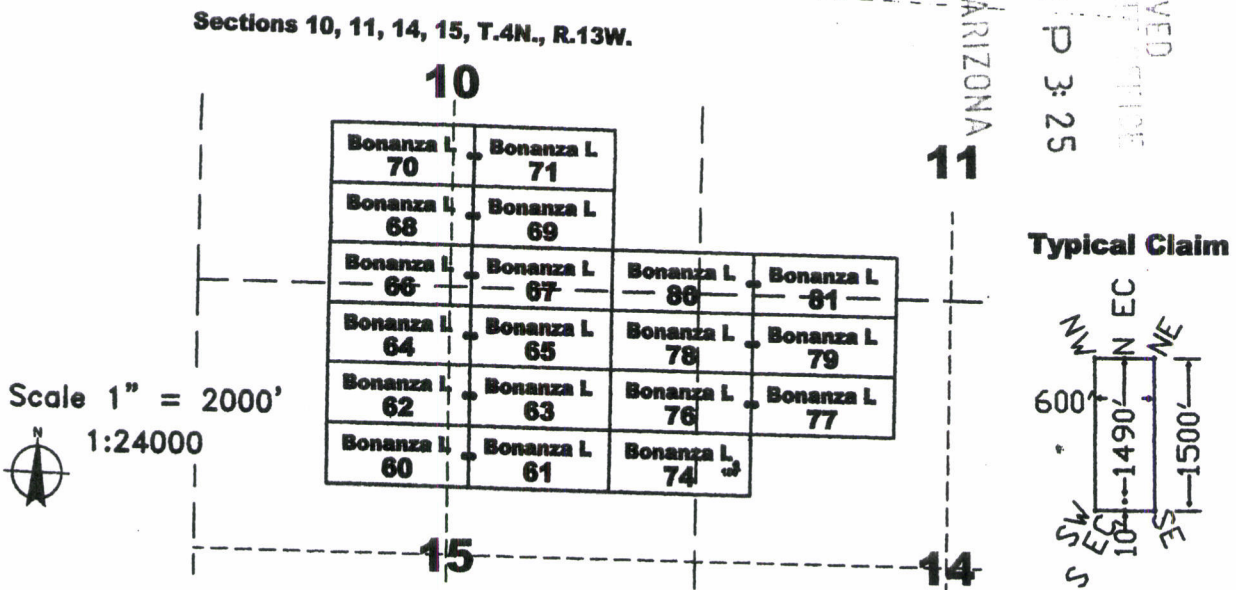 Sections 10, 11, 14, 15, T.4N., R.13W.
VED
ARIZONA
P 3:25
10
11
Bonanza L
70
Bonanza L
71
Bonanza L
68
Bonanza L
69
Bonanza L
66
Bonanza L
67
Bonanza L
80
Bonanza L
81
Bonanza L
64
Bonanza L
65
Bonanza L
78
Bonanza L
79
Bonanza L
62
Bonanza L
63
Bonanza L
76
Bonanza L
77
Bonanza L
60
Bonanza L
61
Bonanza L
74
15
14
Scale 1" = 2000'
N
1:24000
Typical Claim
N EC
NW
NE
600'
1490'
1500'
SW
S EC
10'
SE